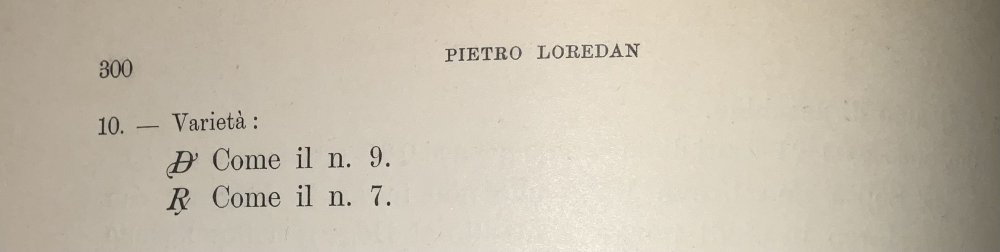 300
PIETRO LOREDAN
10. — Varietà :
D' Come il n. 9.
R Come il n. 7.